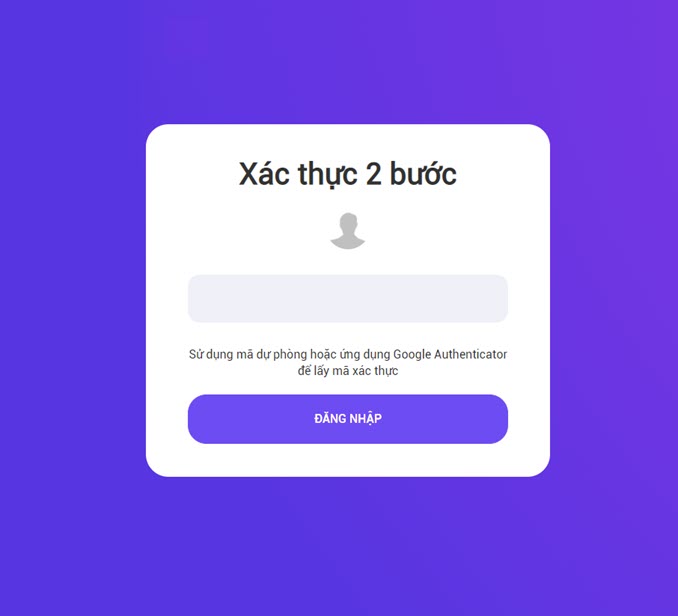 Xác thực 2 bước
Sử dụng mã dự phòng hoặc ứng dụng Google Authenticator
để lấy mã xác thực
ĐĂNG NHẬP